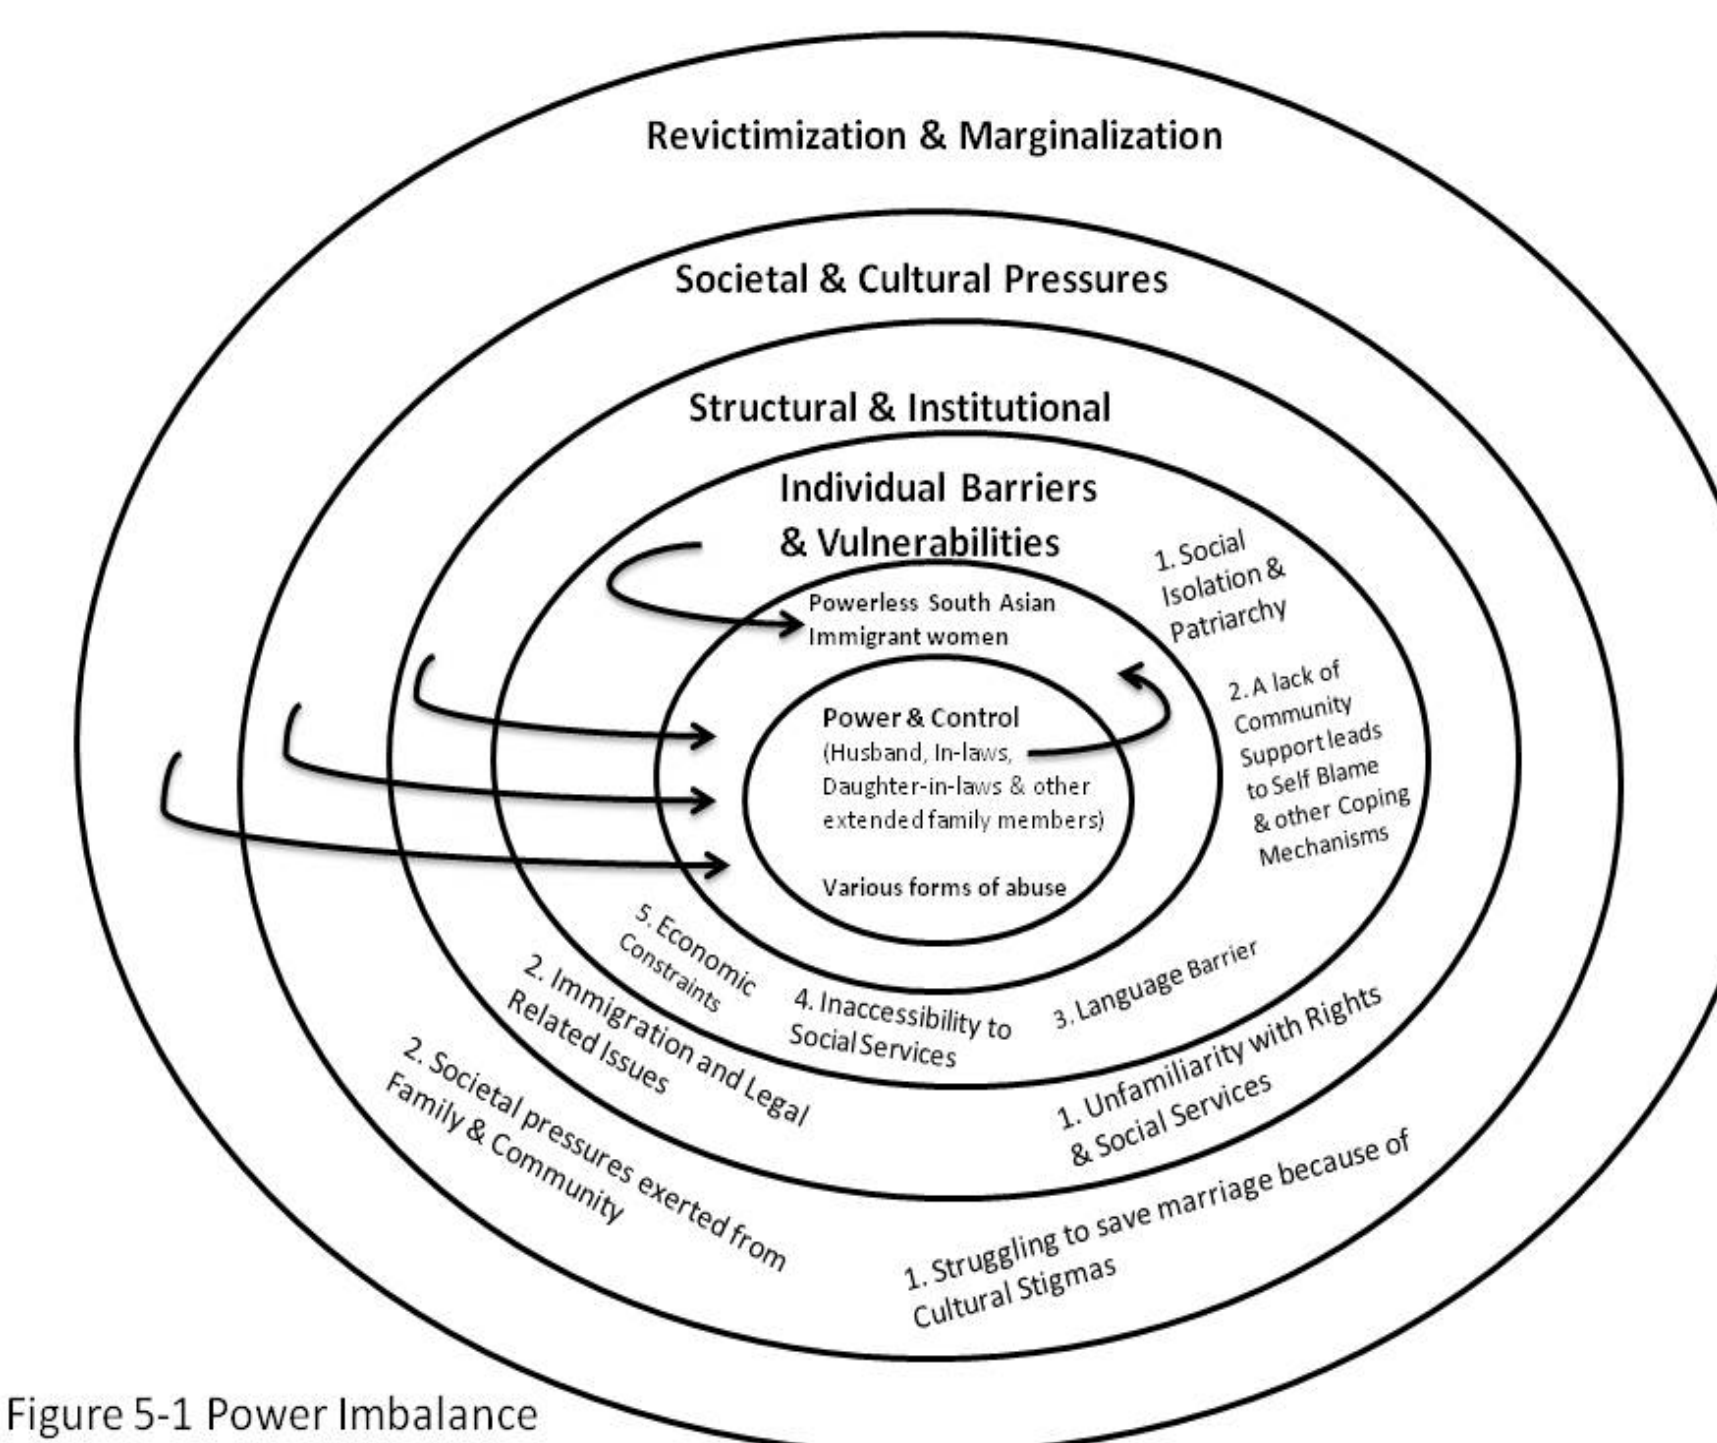 Revictimization & Marginalization
Societal & Cultural Pressures
Structural & Institutional
Individual Barriers
& Vulnerabilities
Powerless South Asian
Immigrant women
Power & Control
(Husband, In-laws,
Daughter-in-laws & other
extended family members)
Various forms of abuse
1. Social
Isolation &
Patriarchy
2. A lack of
Community
Support leads
to Self Blame
& other Coping
Mechanisms
3. Language Barrier
4. Inaccessibility to
Social Services
5. Economic
Constraints
1. Unfamiliarity with Rights
& Social Services
2. Immigration and Legal
Related Issues
1. Struggling to save marriage because of
Cultural Stigmas
2. Societal pressures exerted from
Family & Community
Figure 5-1 Power Imbalance